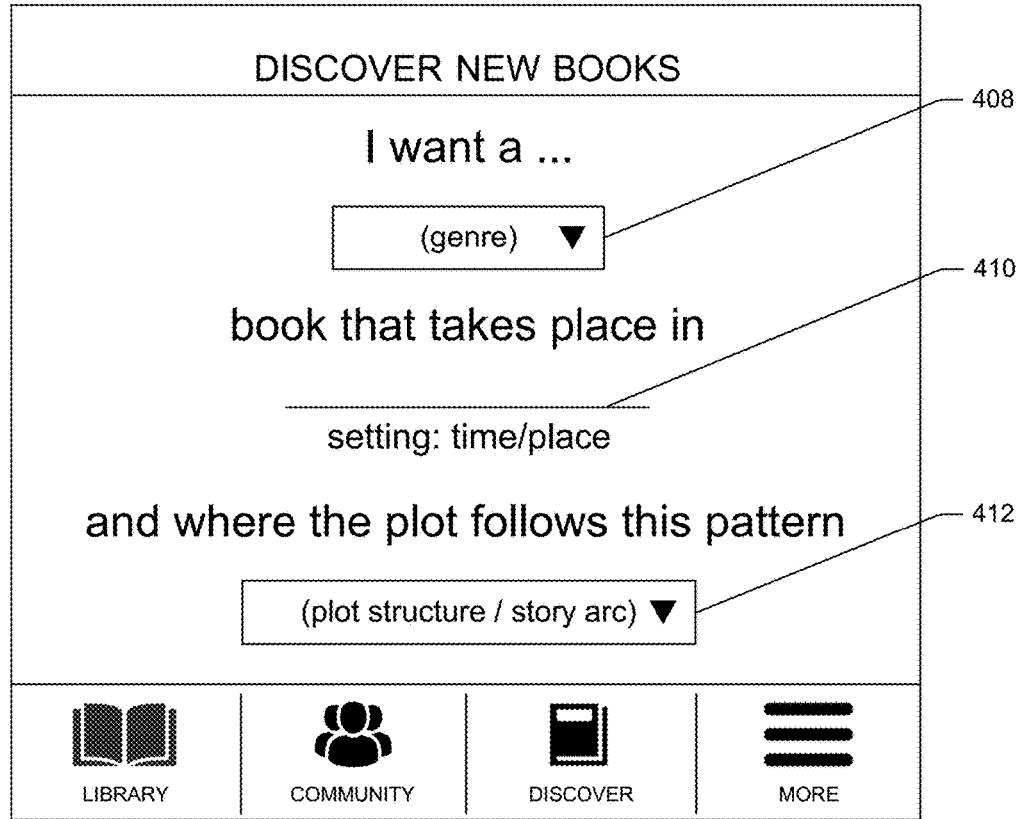 DISCOVER NEW BOOKS
408
I want a ...
(genre)
410
book that takes place in
setting: time/place
and where the plot follows this pattern
412
(plot structure / story arc)
LIBRARY COMMUNITY DISCOVER MORE